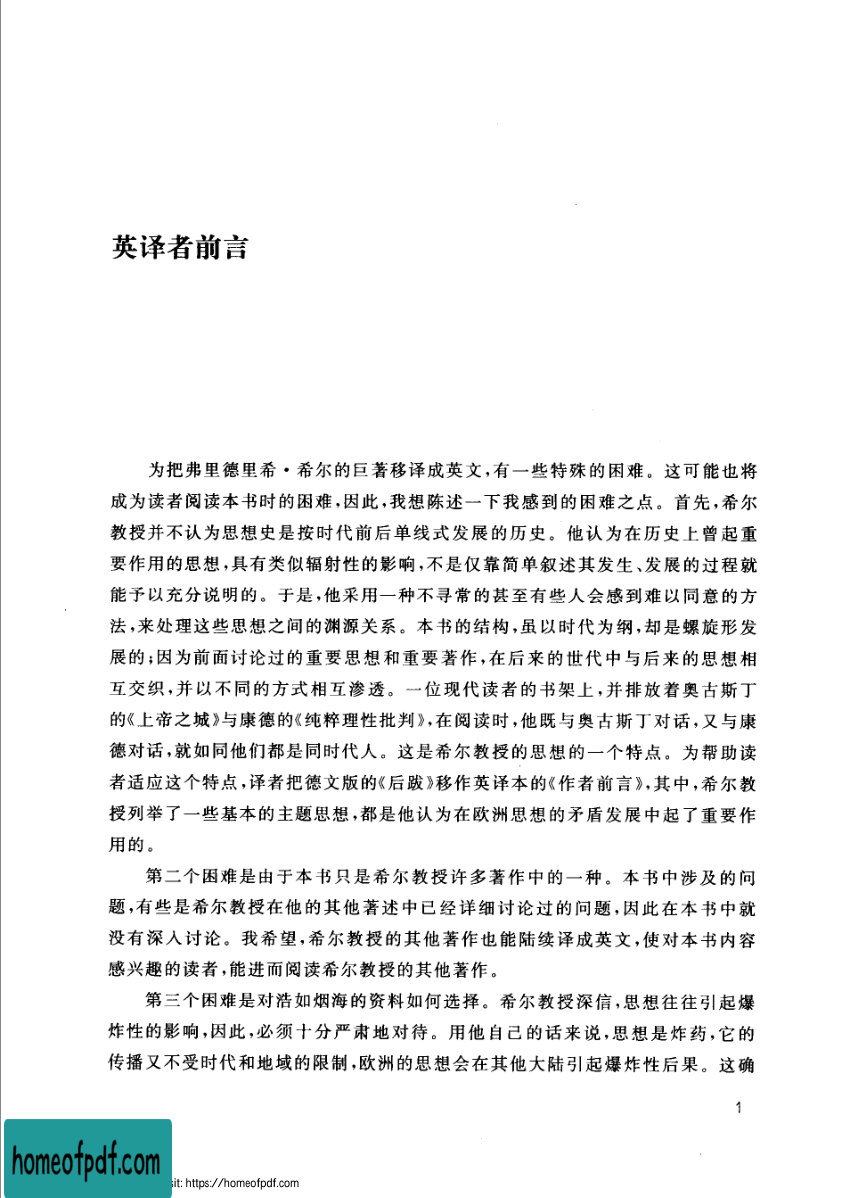 英译者前言
为把弗里德里希·希尔的巨著移译成英文,有一些特殊的困难。这可能也将
成为读者阅读本书时的困难,因此,我想陈述一下我感到的困难之点。首先,希尔
教授并不认为思想史是按时代前后单线式发展的历史。他认为在历史上曾起重
要作用的思想,具有类似辐射性的影响,不是仅靠简单叙述其发生、发展的过程就
能予以充分说明的。于是,他采用一种不寻常的甚至有些人会感到难以同意的方
法,来处理这些思想之间的渊源关系。本书的结构,虽以时代为纲,却是螺旋形发
展的;因为前面讨论过的重要思想和重要著作,在后来的世代中与后来的思想相
互交织,并以不同的方式相互渗透。一位现代读者的书架上,并排放着奥古斯丁
的《上帝之城》与康德的《纯粹理性批判》,在阅读时,他既与奥古斯丁对话,又与康
德对话,就如同他们都是同时代人。这是希尔教授的思想的一个特点。为帮助读
者适应这个特点,译者把德文版的《后跋》移作英译本的《作者前言》,其中,希尔教
授列举了一些基本的主题思想,都是他认为在欧洲思想的矛盾发展中起了重要作
用的。
第二个困难是由于本书只是希尔教授许多著作中的一种。本书中涉及的问
题,有些是希尔教授在他的其他著述中已经详细讨论过的问题,因此在本书中就
没有深入讨论。我希望,希尔教授的其他著作也能陆续译成英文,使对本书内容
感兴趣的读者,能进而阅读希尔教授的其他著作。
第三个困难是对浩如烟海的资料如何选择。希尔教授深信,思想往往引起爆
炸性的影响,因此,必须十分严肃地对待。用他自己的话来说,思想是炸药,它的
传播又不受时代和地域的限制,欧洲的思想会在其他大陆引起爆炸性后果。这确
1
homeofpdf.com
sit: https://homeofpdf.com